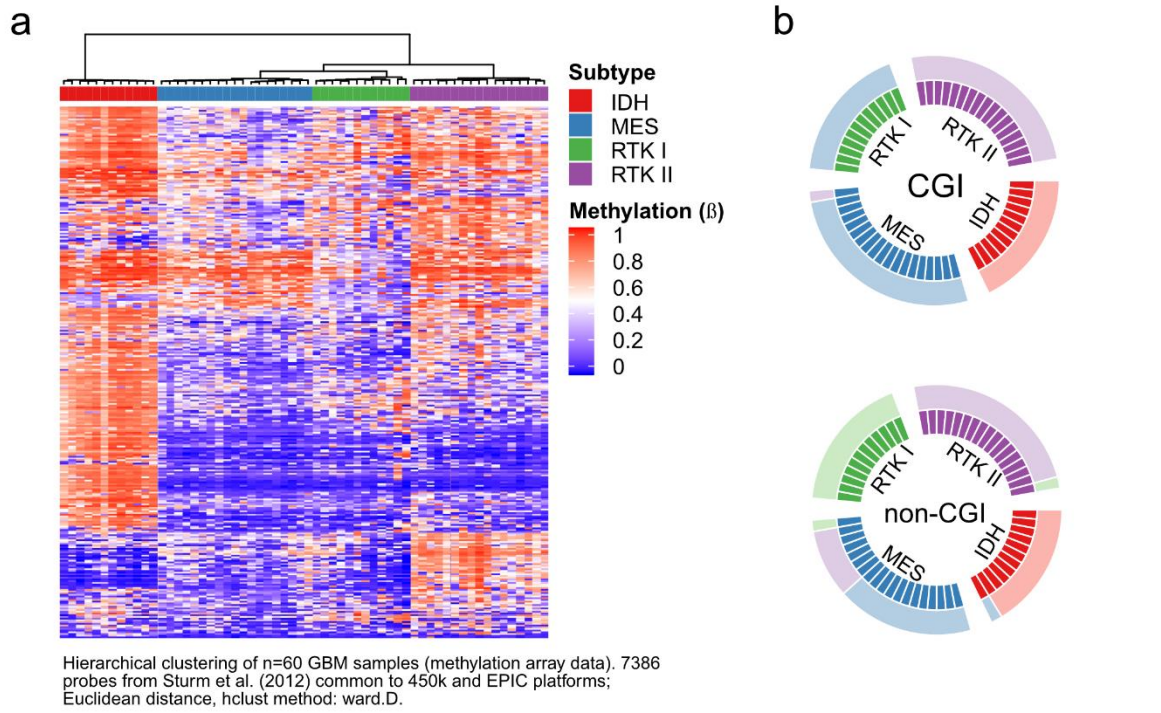 a
b
Subtype
IDH
MES
RTK I
RTK II
Methylation (ß)
1
0.8
0.6
0.4
0.2
0
RTK I
RTK II
CGI
IDH
MES
RTK I
RTK II
non-CGI
IDH
MES
Hierarchical clustering of n=60 GBM samples (methylation array data). 7386
probes from Sturm et al. (2012) common to 450k and EPIC platforms;
Euclidean distance, hclust method: ward.D.